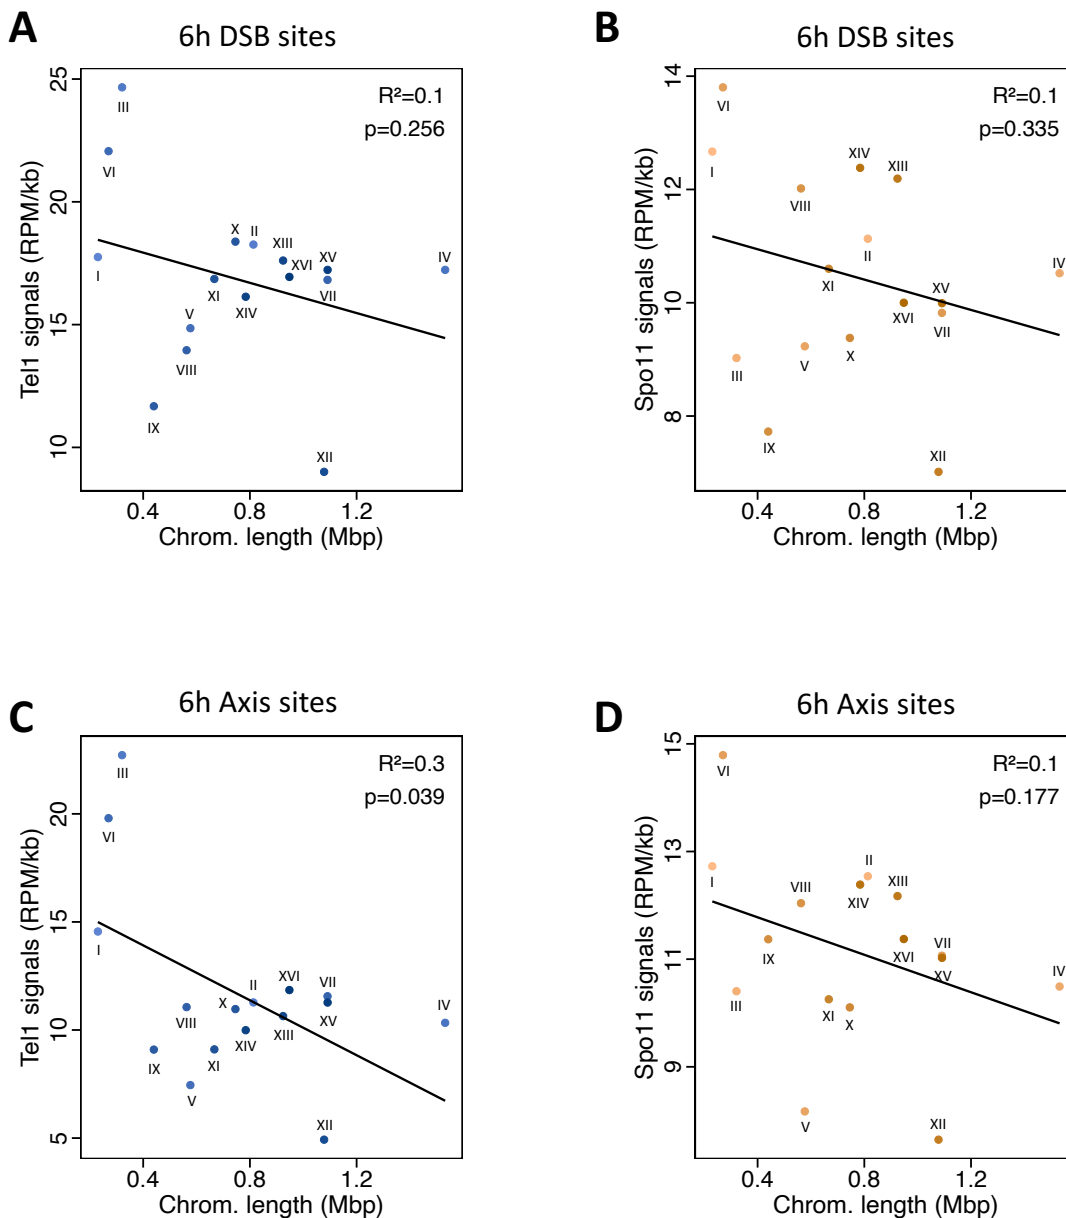 A
6h DSB sites
Tel1 signals (RPM/kb)
25
20
15
10
R²=0.1
p=0.256
III
VI
I
X
II
XIII
XVI
XV
IV
XI
XIV
VII
V
VIII
IX
XII
0.4
0.8
1.2
Chrom. length (Mbp)
B
6h DSB sites
Spo11 signals (RPM/kb)
14
12
10
8
R²=0.1
p=0.335
VI
I
XIV
XIII
VIII
II
IV
XI
XV
XVI
VII
III
V
X
IX
XII
0.4
0.8
1.2
Chrom. length (Mbp)
C
6h Axis sites
Tel1 signals (RPM/kb)
20
15
10
5
R²=0.3
p=0.039
III
VI
I
XVI
II
VII
X
IV
VIII
XIV
XIII
XV
IX
XI
V
XII
0.4
0.8
1.2
Chrom. length (Mbp)
D
6h Axis sites
Spo11 signals (RPM/kb)
15
13
11
9
R²=0.1
p=0.177
VI
I
II
VIII
XIV
XIII
IX
XVI
VII
XV
IV
III
XI
X
V
XII
0.4
0.8
1.2
Chrom. length (Mbp)